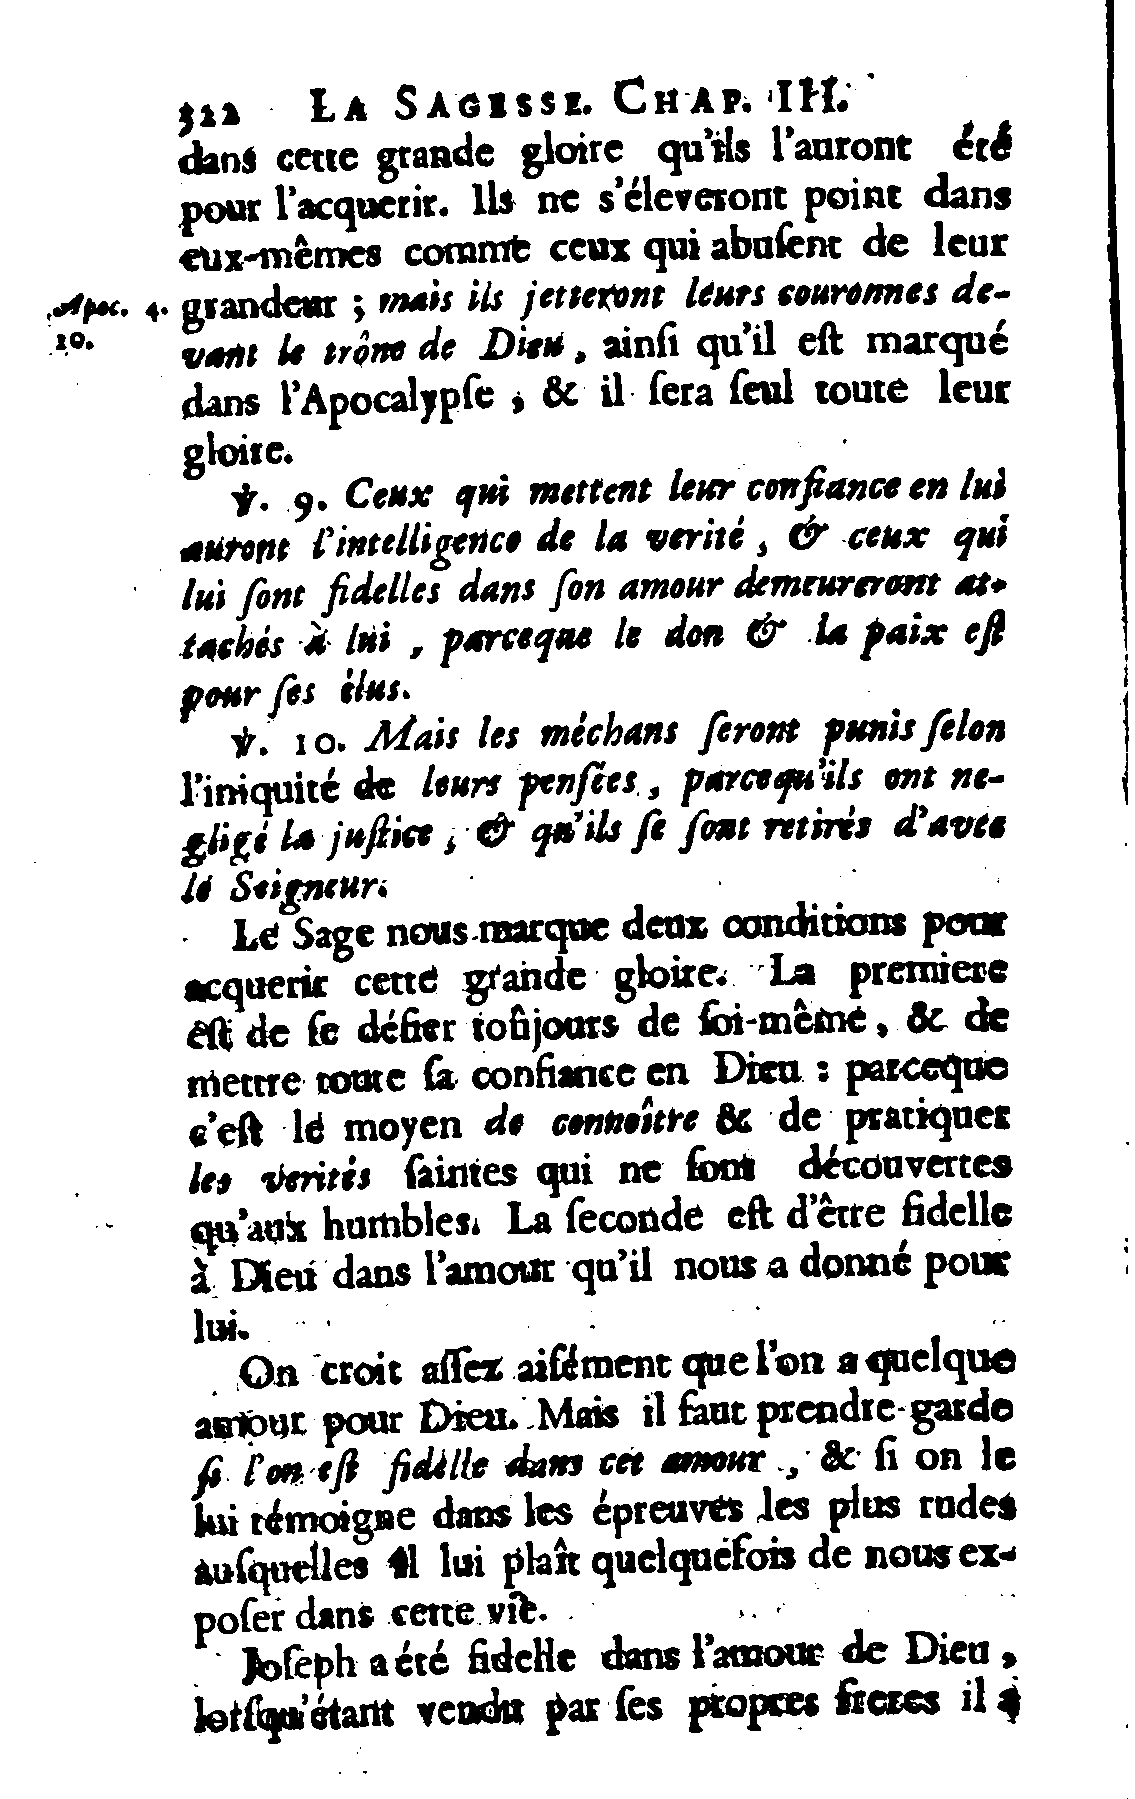 322 LA SAGESSE. CHAP. III.
dans cette grande gloire qu'ils l'auront été
pour l'acquerir. Ils ne s'éleveront point dans
eux-mêmes comme ceux qui abuſent de leur
Apoc. 4. 10.
grandeur ; mais ils jetteront leurs couronnes de-
vant le trône de Dieu, ainſi qu'il eſt marqué
dans l'Apocalypſe, & il ſera ſeul toute leur
gloire.
℣. 9. Ceux qui mettent leur confiance en lui
auront l'intelligence de la verité, & ceux qui
lui ſont fidelles dans ſon amour demeureront at-
tachés à lui, parceque le don & la paix eſt
pour ſes élus.
℣. 10. Mais les méchans ſeront punis ſelon
l'iniquité de leurs penſées, parcequ'ils ont ne-
gligé la juſtice, & qu'ils ſe ſont retirés d'avec
le Seigneur.
Le Sage nous marque deux conditions pour
acquerir cette grande gloire. La premiere
eſt de ſe défier toûjours de ſoi-même, & de
mettre toute ſa confiance en Dieu : parceque
c'eſt le moyen de connoître & de pratiquer
les verités ſaintes qui ne ſont découvertes
qu'aux humbles. La ſeconde eſt d'être fidelle
à Dieu dans l'amour qu'il nous a donné pour
lui.
On croit aſſez aiſément que l'on a quelque
amour pour Dieu. Mais il faut prendre garde
ſi l'on eſt fidelle dans cet amour, & ſi on le
lui témoigne dans les épreuves les plus rudes
auſquelles il lui plaît quelquefois de nous ex-
poſer dans cette vie.
Joſeph a été fidelle dans l'amour de Dieu,
lorſqu'étant vendu par ſes propres freres il a